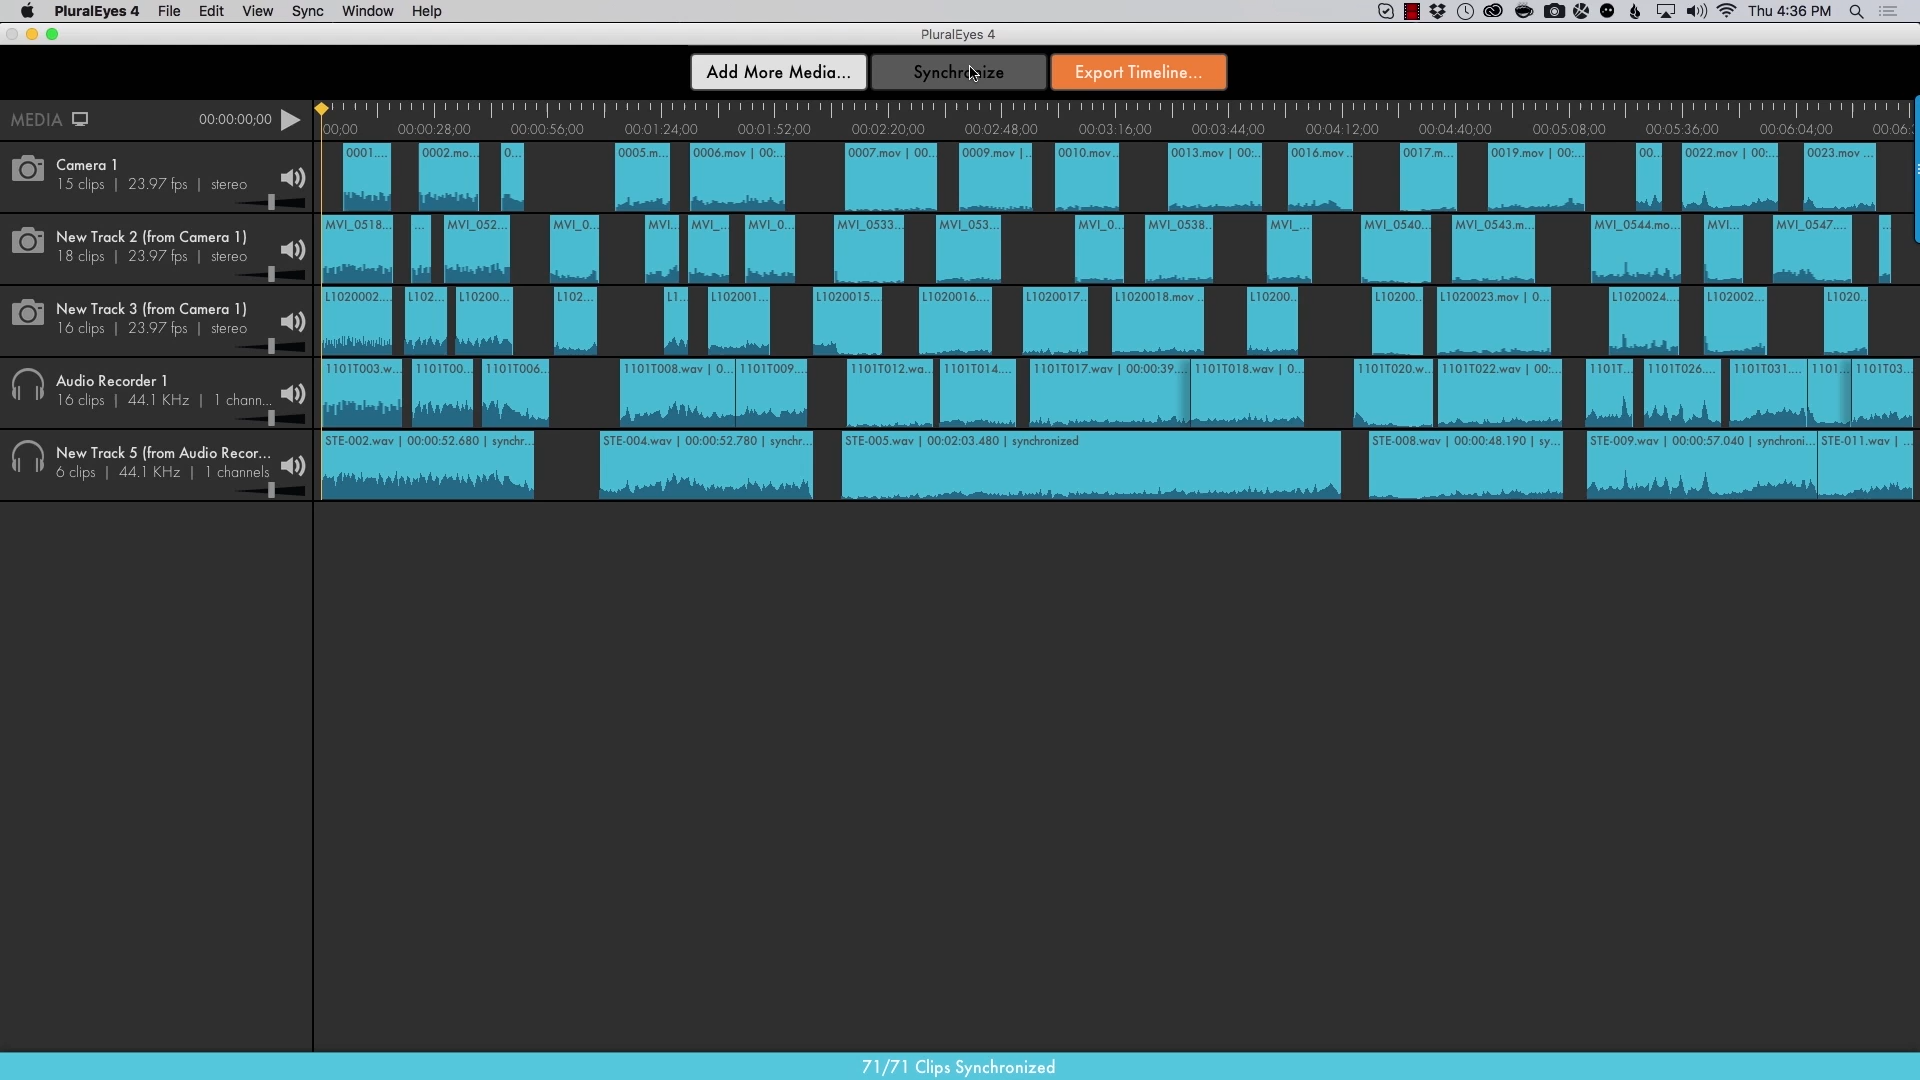 PluralEyes 4 File Edit View Sync Window Help Thu 4:36 PM
PluralEyes 4
Add More Media... Synchronize Export Timeline...
MEDIA 00:00:00;00
00;00 00:00:28;00 00:00:56;00 00:01:24;00 00:01:52;00 00:02:20;00 00:02:48;00 00:03:16;00 00:03:44;00 00:04:12;00 00:04:40;00 00:05:08;00 00:05:36;00 00:06:04;00 00:06:
Camera 1
15 clips | 23.97 fps | stereo
0001.... 0002.mo... 0... 0005.m... 0006.mov | 00:... 0007.mov | 00... 0009.mov | .. 0010.mov .. 0013.mov | 00:... 0016.mov .. 0017.m... 0019.mov | 00:... 00... 0022.mov | 00:... 0023.mov ...
New Track 2 (from Camera 1)
18 clips | 23.97 fps | stereo
MVI_0518... ... MVI_052... MVI_0... MVI... MVI_... MVI_0... MVI_0533... MVI_053... MVI_0... MVI_0538... MVI_... MVI_0540... MVI_0543.m... MVI_0544.mo... MVI... MVI_0547.... ...
New Track 3 (from Camera 1)
16 clips | 23.97 fps | stereo
L1020002.... L102... L10200... L102... L1... L102001... L1020015... L1020016.... L1020017... L1020018.mov .. L10200.. L10200.. L1020023.mov | 0... L1020024.... L102002... L1020..
Audio Recorder 1
16 clips | 44.1 KHz | 1 chann...
1101T003.w... 1101T00... 1101T006... 1101T008.wav | 0... 1101T009.... 1101T012.wa... 1101T014.... 1101T017.wav | 00:00:39.... 1101T018.wav | 0... 1101T020.w... 1101T022.wav | 00:... 1101T... 1101T026.... 1101T031.... 1101... 1101T03...
New Track 5 (from Audio Recor...
6 clips | 44.1 KHz | 1 channels
STE-002.wav | 00:00:52.680 | synchr... STE-004.wav | 00:00:52.780 | synchr... STE-005.wav | 00:02:03.480 | synchronized STE-008.wav | 00:00:48.190 | sy... STE-009.wav | 00:00:57.040 | synchroni... STE-011.wav | ...
71/71 Clips Synchronized